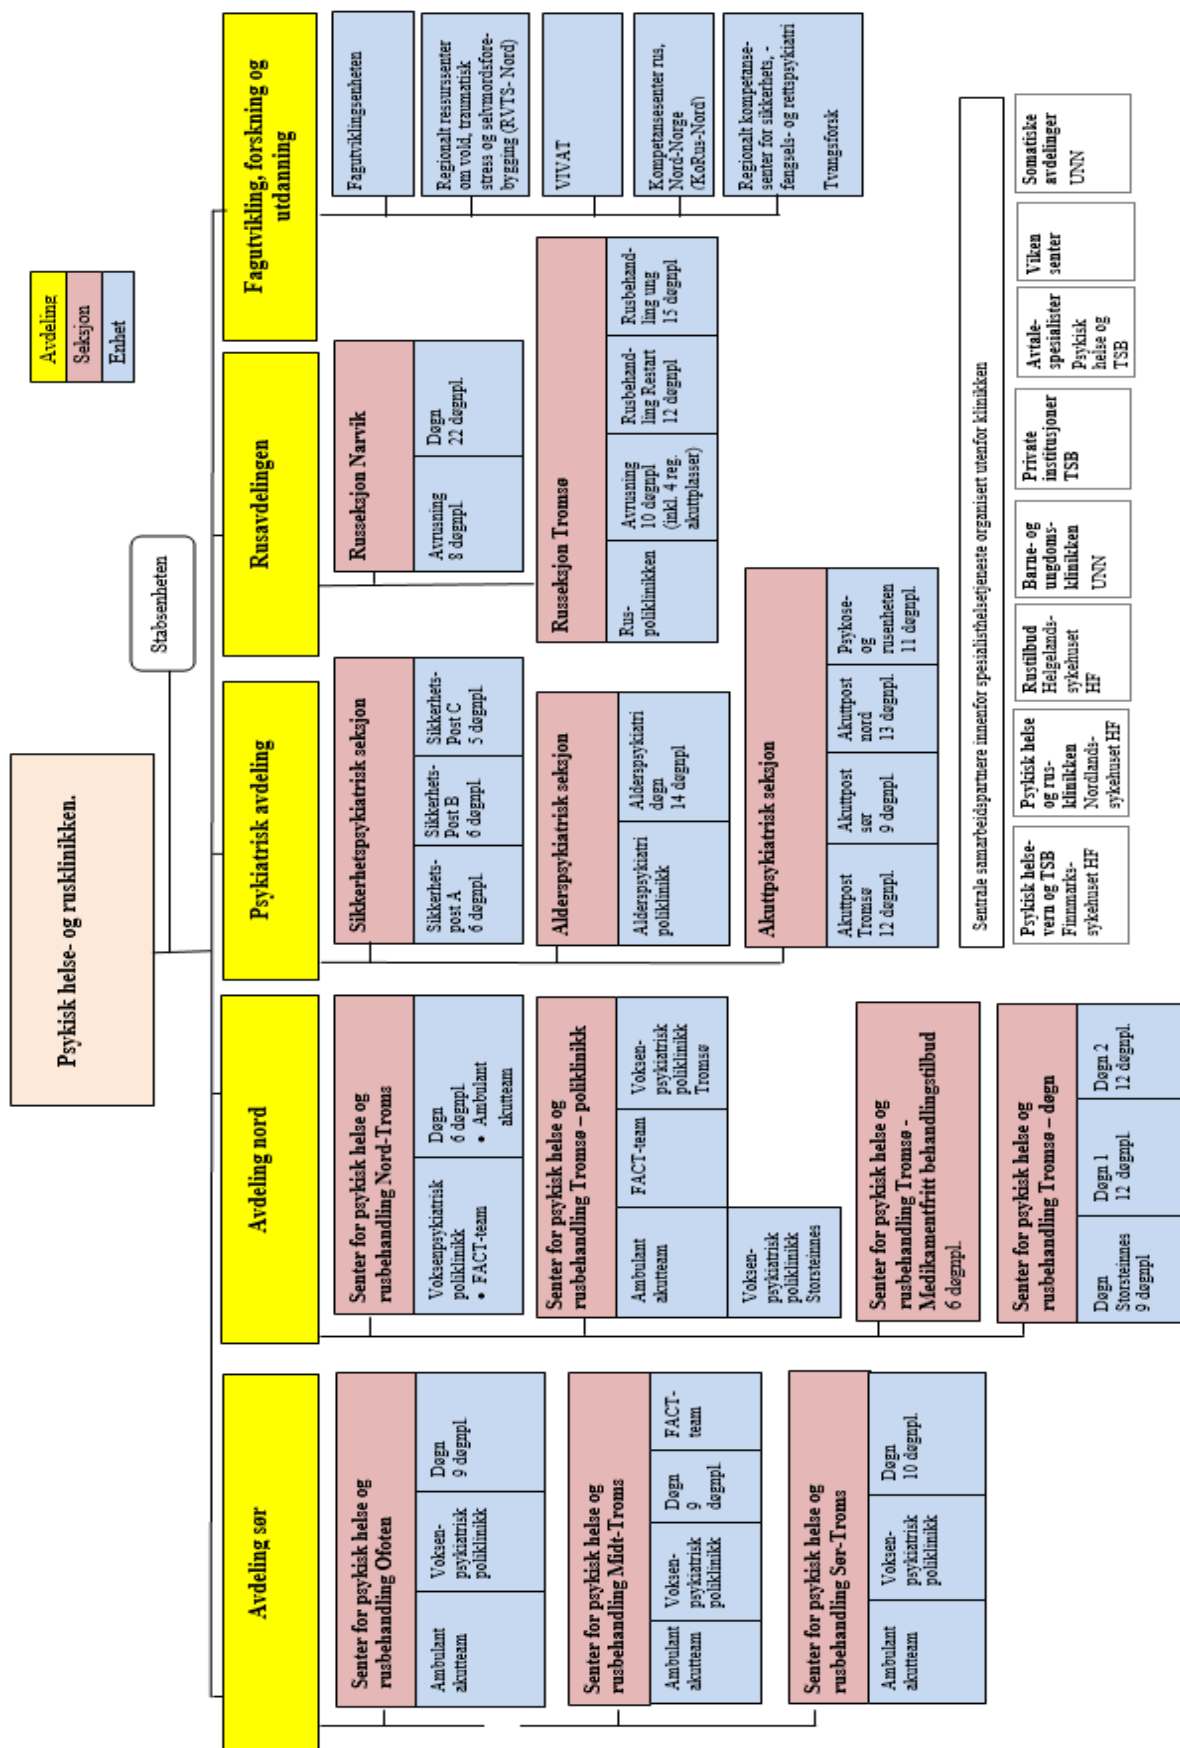 Psykisk helse- og rusklinikken.
Stabsenheten
Avdeling
Seksjon
Enhet
Avdeling sør
Senter for psykisk helse og
rusbehandling Ofoten
Ambulant
akutteam
Voksen-
psykiatrisk
poliklinikk
Døgn
9 døgnpl.
Senter for psykisk helse og
rusbehandling Midt-Troms
Ambulant
akutteam
Voksen-
psykiatrisk
poliklinikk
Døgn
9
døgnpl.
FACT-
team
Senter for psykisk helse og
rusbehandling Sør-Troms
Ambulant
akutteam
Voksen-
psykiatrisk
poliklinikk
Døgn
10 døgnpl.
Avdeling nord
Senter for psykisk helse og
rusbehandling Nord-Troms
Voksenpsykiatrisk
poliklinikk
• FACT-team
Døgn
6 døgnpl.
• Ambulant
akutteam
Senter for psykisk helse og
rusbehandling Tromsø – poliklinikk
Ambulant
akutteam
FACT-team
Voksen-
psykiatrisk
poliklinikk
Tromsø
Voksen-
psykiatrisk
poliklinikk
Storsteinnes
Senter for psykisk helse og
rusbehandling Tromsø -
Medikamentfritt behandlingstilbud
6 døgnpl.
Senter for psykisk helse og
rusbehandling Tromsø – døgn
Døgn
Storsteinnes
9 døgnpl
Døgn 1
12 døgnpl.
Døgn 2
12 døgnpl.
Psykiatrisk avdeling
Sikkerhetspsykiatrisk seksjon
Sikkerhets-
post A
6 døgnpl.
Sikkerhets-
Post B
6 døgnpl.
Sikkerhets-
Post C
5 døgnpl.
Alderspsykiatrisk seksjon
Alderspsykiatri
poliklinikk
Alderspsykiatri
døgn
14 døgnpl.
Akuttpsykiatrisk seksjon
Akuttpost
Tromsø
12 døgnpl.
Akuttpost
sør
9 døgnpl.
Akuttpost
nord
13 døgnpl.
Psykose-
og
rusenheten
11 døgnpl.
Rusavdelingen
Russeksjon Narvik
Avrusning
8 døgnpl.
Døgn
22 døgnpl.
Russeksjon Tromsø
Rus-
poliklinikken
Avrusning
10 døgnpl
(inkl. 4 reg.
akuttplasser)
Rusbehand-
ling Restart
12 døgnpl
Rusbehand-
ling ung
15 døgnpl
Fagutvikling, forskning og
utdanning
Fagutviklingsenheten
Regionalt ressurssenter
om vold, traumatisk
stress og selvmordsfore-
bygging (RVTS- Nord)
VIVAT
Kompetansesenter rus,
Nord-Norge
(KoRus-Nord)
Regionalt kompetanse-
senter for sikkerhets, -
fengsels- og rettspsykiatri
Tvangsforsk
Sentrale samarbeidspartnere innenfor spesialisthelsetjeneste organisert utenfor klinikken
Psykisk helse-
vern og TSB
Finnmarks-
sykehuset HF
Psykisk helse
og rus-
klinikken
Nordlands-
sykehuset HF
Rustilbud
Helgelands-
sykehuset
HF
Barne- og
ungdoms-
klinikken
UNN
Private
institusjoner
TSB
Avtale-
spesialister
Psykisk
helse og
TSB
Viken
senter
Somatiske
avdelinger
UNN